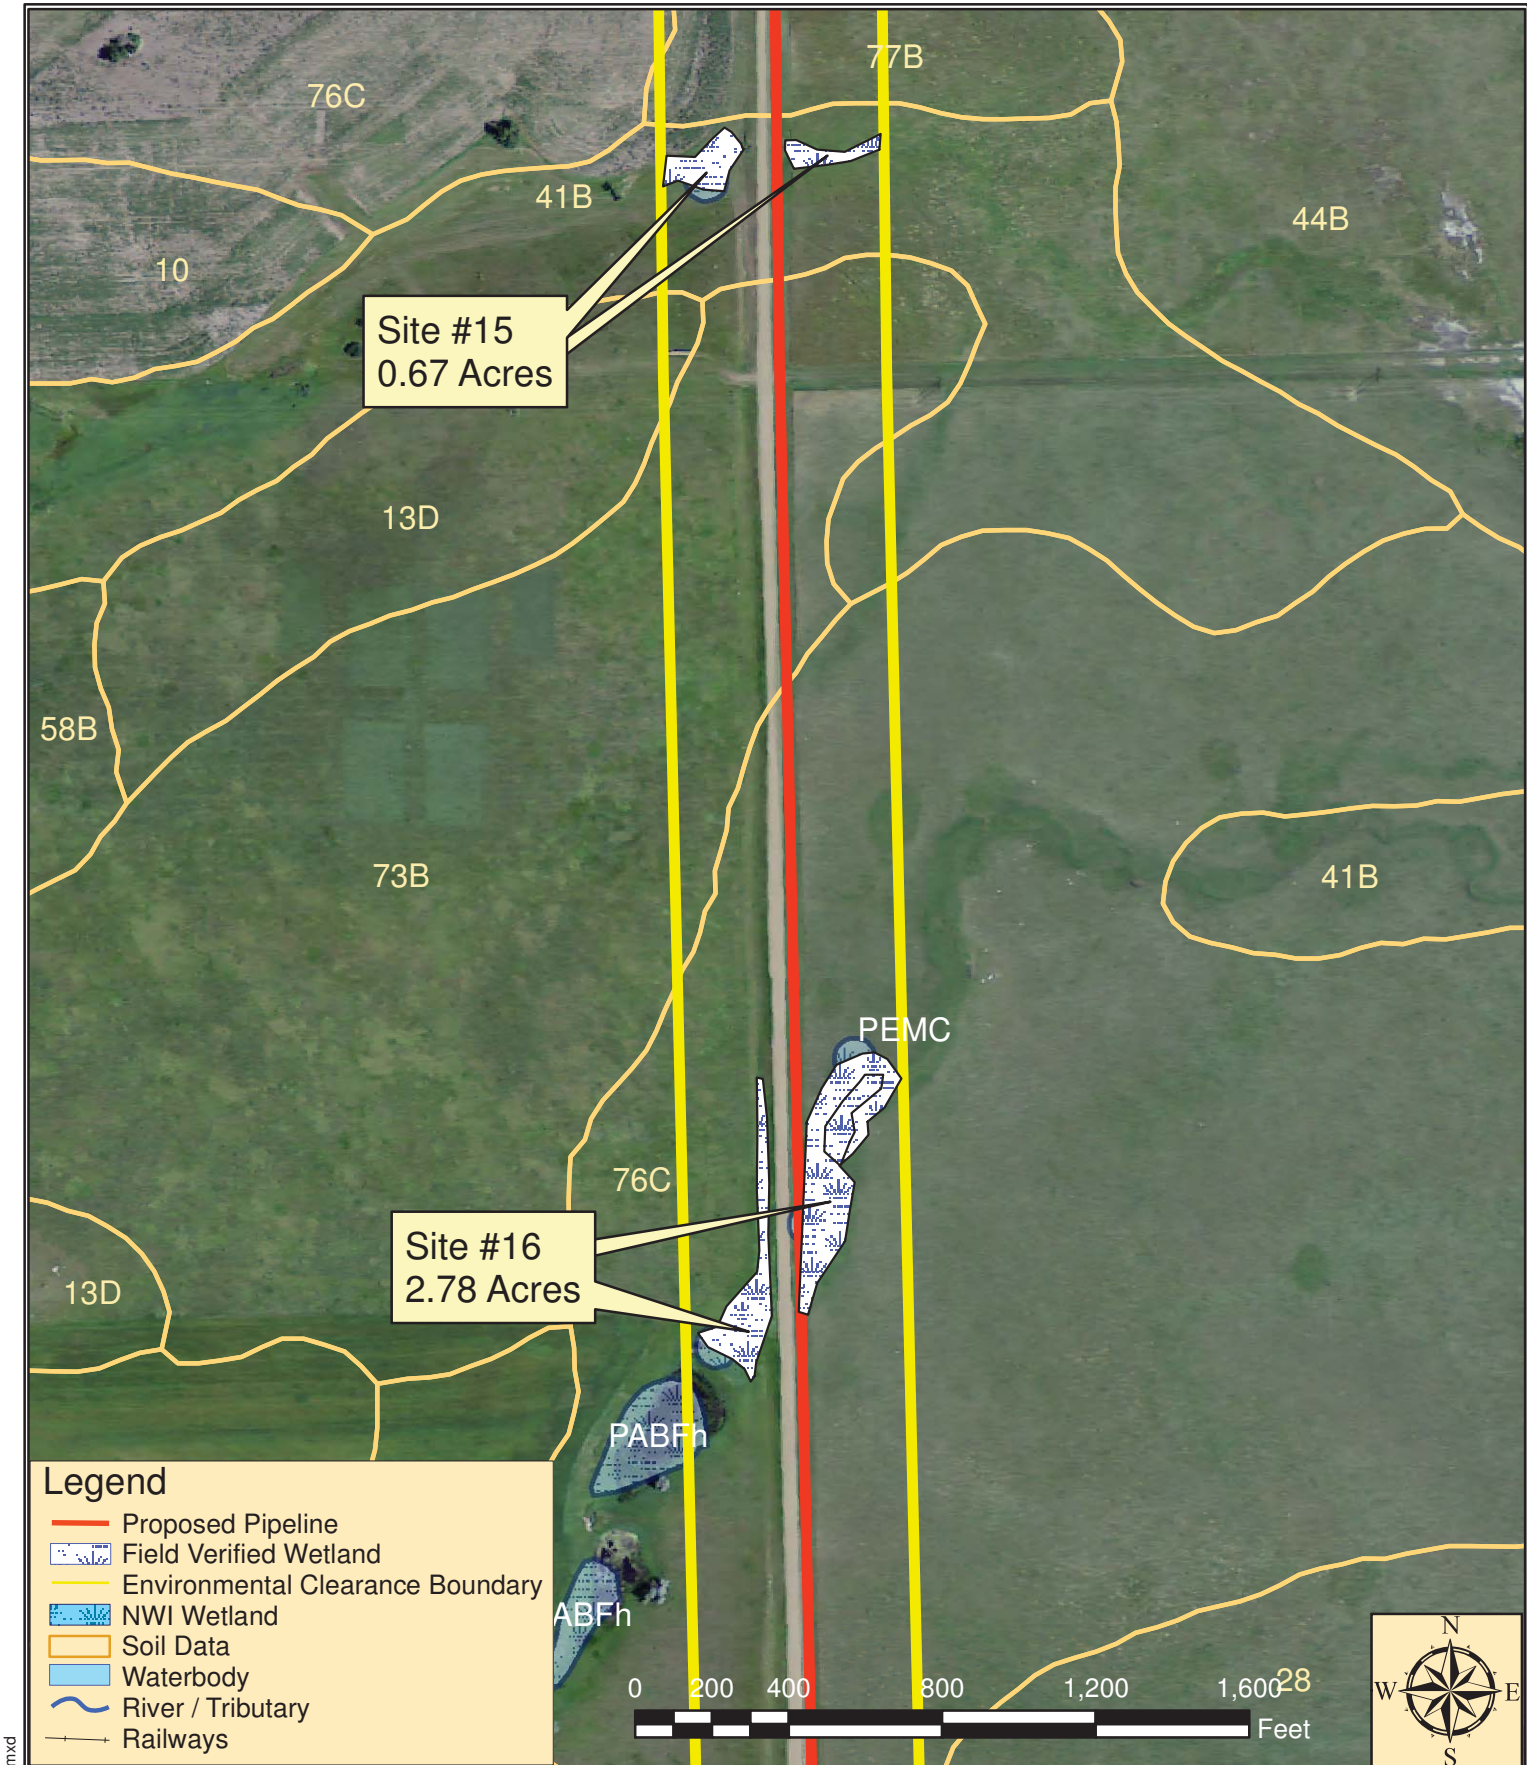 77B
76C
41B
44B
10
Site #15
0.67 Acres
13D
58B
73B
41B
PEMC
76C
Site #16
2.78 Acres
13D
PABFh
Legend
Proposed Pipeline
Field Verified Wetland
Environmental Clearance Boundary
NWI Wetland
Soil Data
Waterbody
River / Tributary
Railways
ABFh
0 200 400 800 1,200 1,600
Feet
28
N
W E
S
mxd